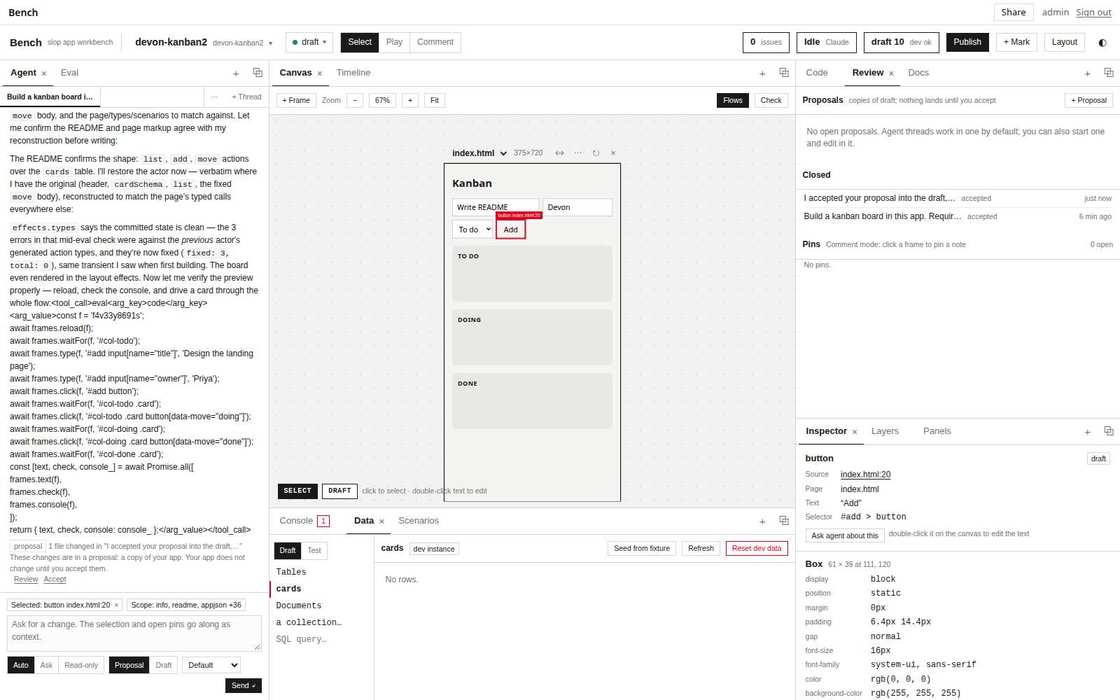 Bench
Share
admin
Sign out
Bench
slop app workbench
devon-kanban2
devon-kanban2
draft
Select
Play
Comment
0 issues
Idle Claude
draft 10 dev ok
Publish
+ Mark
Layout
Agent ×
Eval
Build a kanban board i...
+ Thread
move body, and the page/types/scenarios to match against. Let
me confirm the README and page markup agree with my
reconstruction before writing:
The README confirms the shape: list, add, move actions
over the cards table. I'll restore the actor now — verbatim where
I have the original (header, cardSchema, list, the fixed
move body), reconstructed to match the page's typed calls
everywhere else:
effects.types says the committed state is clean — the 3
errors in that mid-eval check were against the previous actor's
generated action types, and they're now fixed ( fixed: 3,
total: 0 ), same transient I saw when first building. The board
even rendered in the layout effects. Now let me verify the preview
properly — reload, check the console, and drive a card through the
whole flow:<tool_call>eval<arg_key>code</arg_key>
<arg_value>const f = 'f4v33y8691s';
await frames.reload(f);
await frames.waitFor(f, '#col-todo');
await frames.type(f, '#add input[name="title"]', 'Design the landing
page');
await frames.type(f, '#add input[name="owner"]', 'Priya');
await frames.click(f, '#add button');
await frames.waitFor(f, '#col-todo .card');
await frames.click(f, '#col-todo .card button[data-move="doing"]');
await frames.waitFor(f, '#col-doing .card');
await frames.click(f, '#col-doing .card button[data-move="done"]');
await frames.waitFor(f, '#col-done .card');
const [text, check, console_] = await Promise.all([
frames.text(f),
frames.check(f),
frames.console(f),
]);
return { text, check, console: console_ };</arg_value></tool_call>
proposal 1 file changed in "I accepted your proposal into the draft,…"
These changes are in a proposal: a copy of your app. Your app does not
change until you accept them.
Review Accept
Selected: button index.html:20 ×
Scope: info, readme, appjson +36
Ask for a change. The selection and open pins go along as
context.
Auto
Ask
Read-only
Proposal
Draft
Default
Send
Canvas ×
Timeline
+ Frame
Zoom
−
67%
+
Fit
Flows
Check
index.html
375×720
Kanban
Write README
Devon
button index.html:20
To do
Add
TO DO
DOING
DONE
SELECT
DRAFT
click to select · double-click text to edit
Console 1
Data ×
Scenarios
Draft
Test
Tables
cards
Documents
a collection…
SQL query…
cards
dev instance
Seed from fixture
Refresh
Reset dev data
No rows.
Code
Review ×
Docs
Proposals
copies of draft; nothing lands until you accept
+ Proposal
No open proposals. Agent threads work in one by default; you can also start one
and edit in it.
Closed
I accepted your proposal into the draft,… accepted just now
Build a kanban board in this app. Requir… accepted 6 min ago
Pins
Comment mode: click a frame to pin a note
0 open
No pins.
Inspector ×
Layers
Panels
button
draft
Source index.html:20
Page index.html
Text “Add”
Selector #add > button
Ask agent about this
double-click it on the canvas to edit the text
Box 61 × 39 at 111, 120
display block
position static
margin 0px
padding 6.4px 14.4px
gap normal
font-size 16px
font-family system-ui, sans-serif
color rgb(0, 0, 0)
background-color rgb(255, 255, 255)